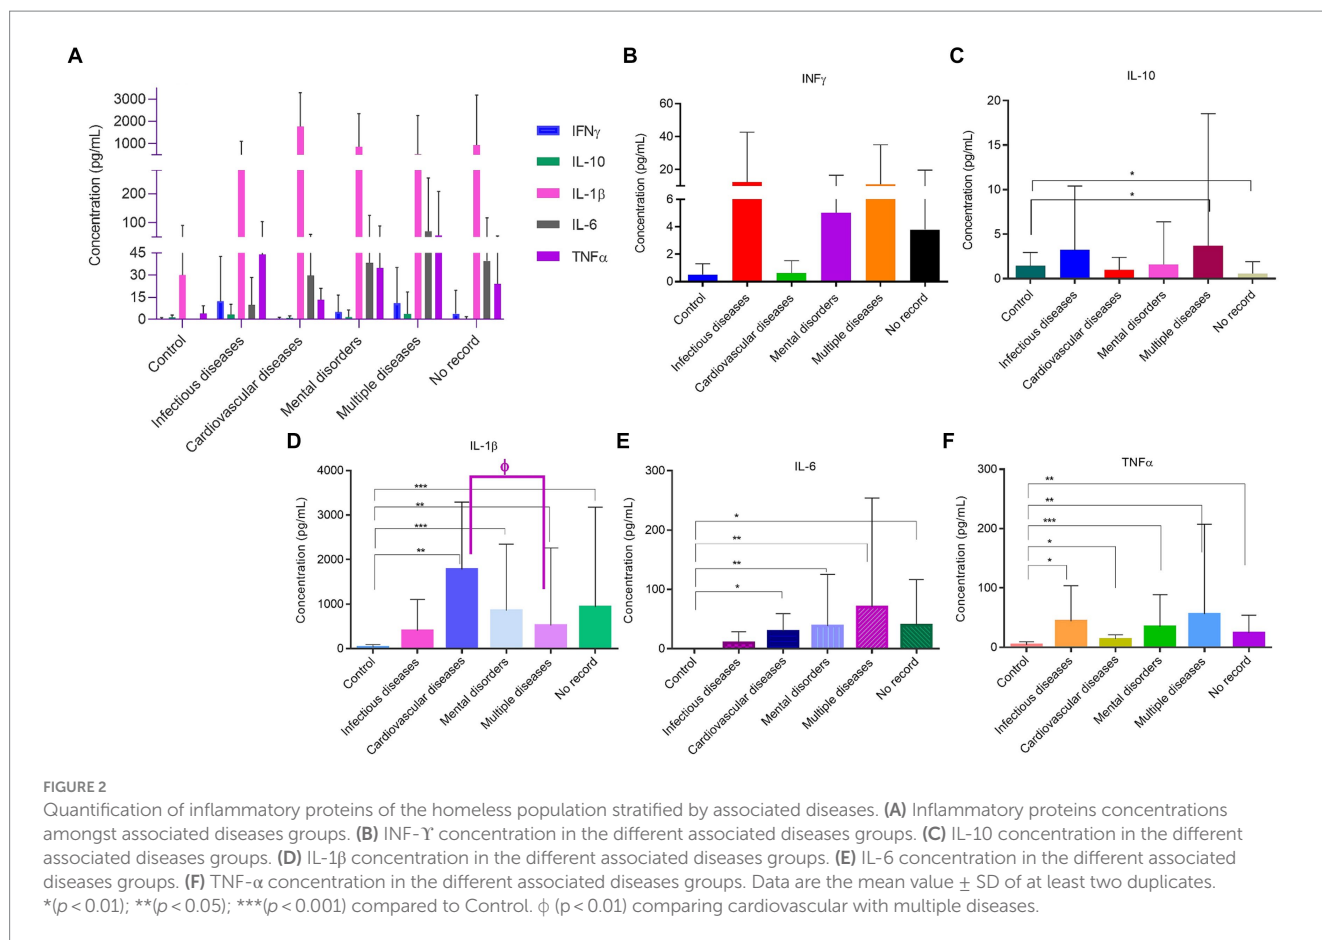 A
Concentration (pg/mL)
3000
1000
200
100
45
30
15
0
Control
Infectious diseases
Cardiovascular diseases
Mental disorders
Multiple diseases
No record
IFNγ
IL-10
IL-1β
IL-6
TNFα
B
INFγ
Concentration (pg/mL)
60
40
20
6
4
2
0
Control
Infectious diseases
Cardiovascular diseases
Mental disorders
Multiple diseases
No record
C
IL-10
Concentration (pg/mL)
20
15
10
5
0
*
*
Control
Infectious diseases
Cardiovascular diseases
Mental disorders
Multiple diseases
No record
D
IL-1β
Concentration (pg/mL)
4000
3000
2000
1000
0
ϕ
***
**
***
**
Control
Infectious diseases
Cardiovascular diseases
Mental disorders
Multiple diseases
No record
E
IL-6
Concentration (pg/mL)
300
200
100
0
*
**
**
*
Control
Infectious diseases
Cardiovascular diseases
Mental disorders
Multiple diseases
No record
F
TNFα
Concentration (pg/mL)
300
200
100
0
**
**
***
*
*
Control
Infectious diseases
Cardiovascular diseases
Mental disorders
Multiple diseases
No record
FIGURE 2
Quantification of inflammatory proteins of the homeless population stratified by associated diseases. (A) Inflammatory proteins concentrations
amongst associated diseases groups. (B) INF-ϒ concentration in the different associated diseases groups. (C) IL-10 concentration in the different
associated diseases groups. (D) IL-1β concentration in the different associated diseases groups. (E) IL-6 concentration in the different associated
diseases groups. (F) TNF-α concentration in the different associated diseases groups. Data are the mean value ± SD of at least two duplicates.
*(p < 0.01); **(p < 0.05); ***(p < 0.001) compared to Control. ϕ (p < 0.01) comparing cardiovascular with multiple diseases.